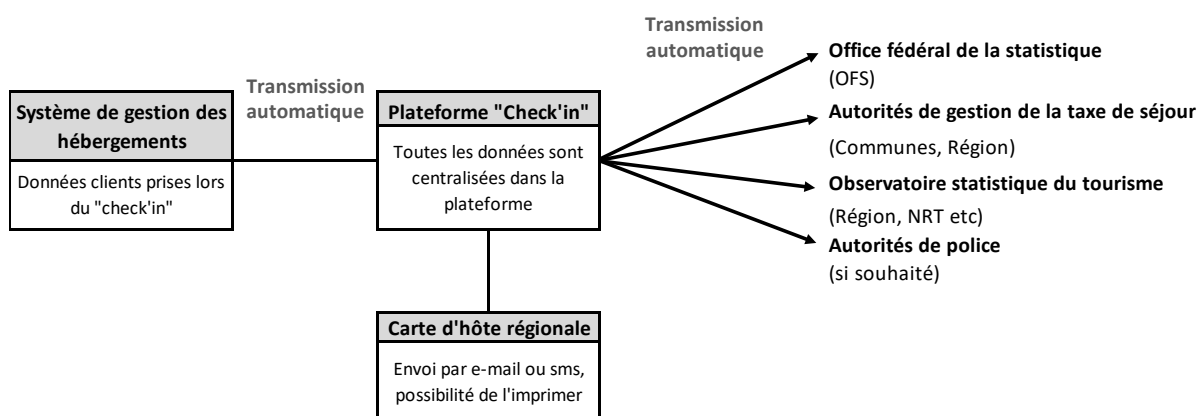 Transmission
automatique
Office fédéral de la statistique
(OFS)
Transmission
automatique
Système de gestion des
hébergements
Données clients prises lors
du "check'in"
Plateforme "Check'in"
Toutes les données sont
centralisées dans la
plateforme
Autorités de gestion de la taxe de séjour
(Communes, Région)
Observatoire statistique du tourisme
(Région, NRT etc)
Autorités de police
(si souhaité)
Carte d'hôte régionale
Envoi par e-mail ou sms,
possibilité de l'imprimer